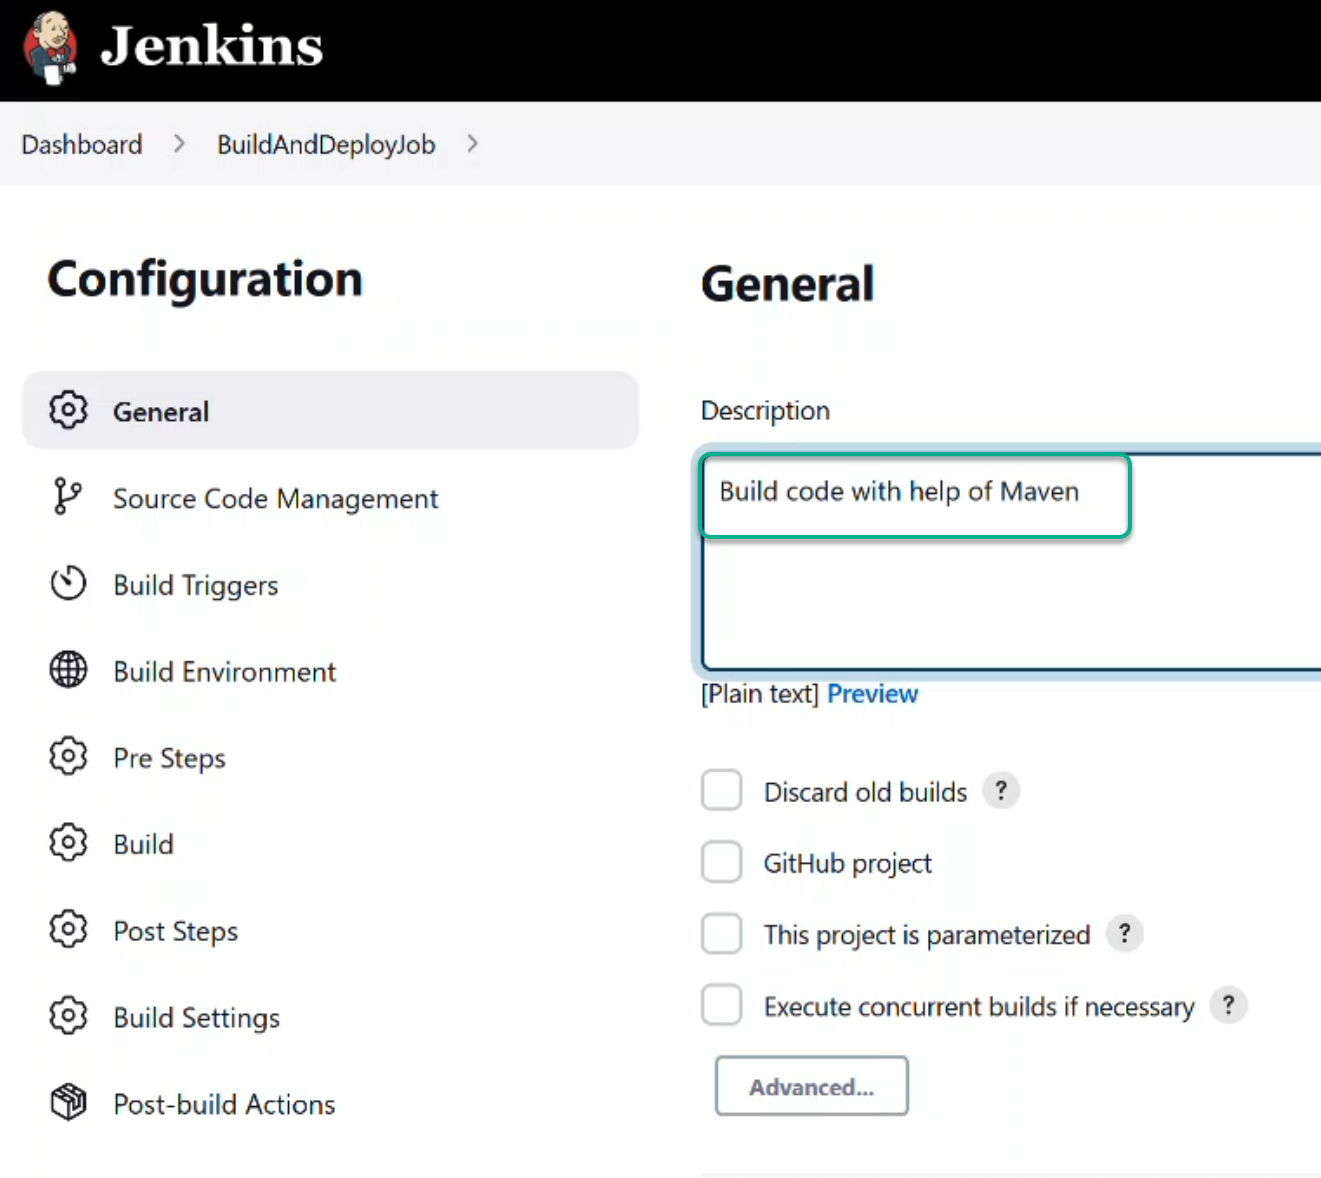 Jenkins
Dashboard > BuildAndDeployJob >
Configuration
General
Source Code Management
Build Triggers
Build Environment
Pre Steps
Build
Post Steps
Build Settings
Post-build Actions
General
Description
Build code with help of Maven
[Plain text] Preview
Discard old builds ?
GitHub project
This project is parameterized ?
Execute concurrent builds if necessary ?
Advanced...